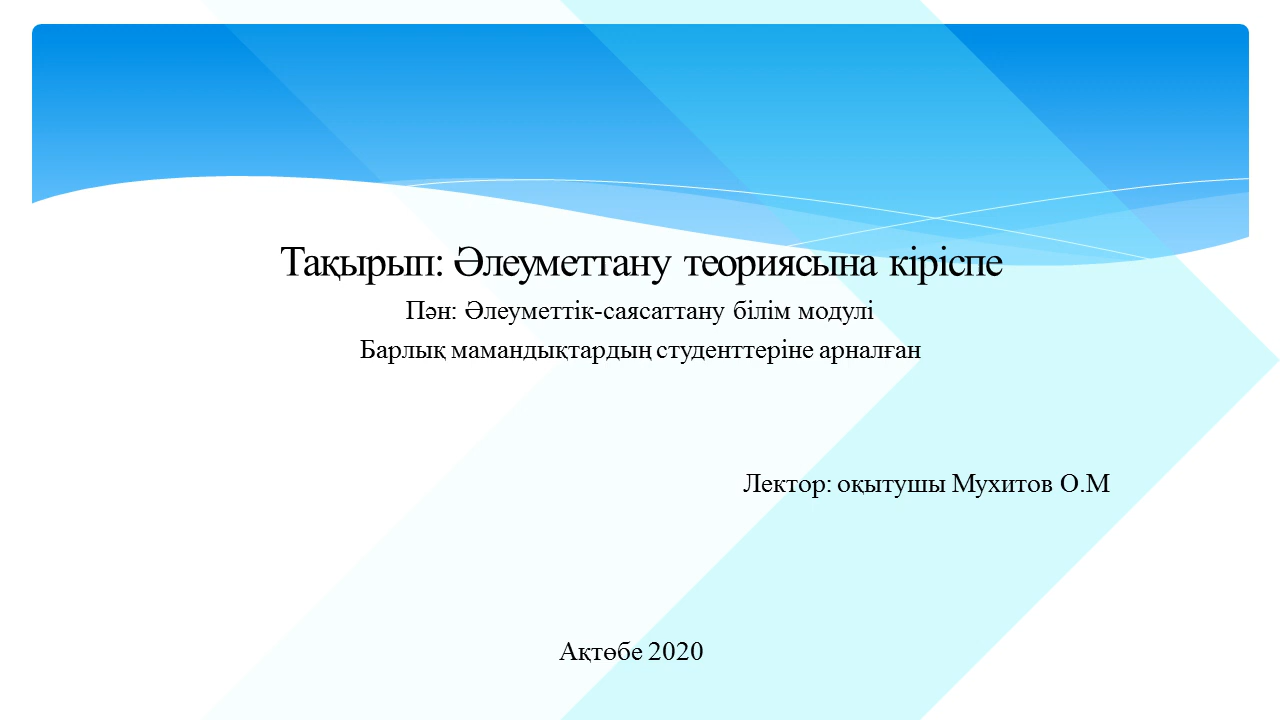 Тақырып: Әлеуметтану теориясына кіріспе
Пән: Әлеуметтік-саясаттану білім модулі
Барлық мамандықтардың студенттеріне арналған
Лектор: оқытушы Мухитов О.М
Ақтөбе 2020